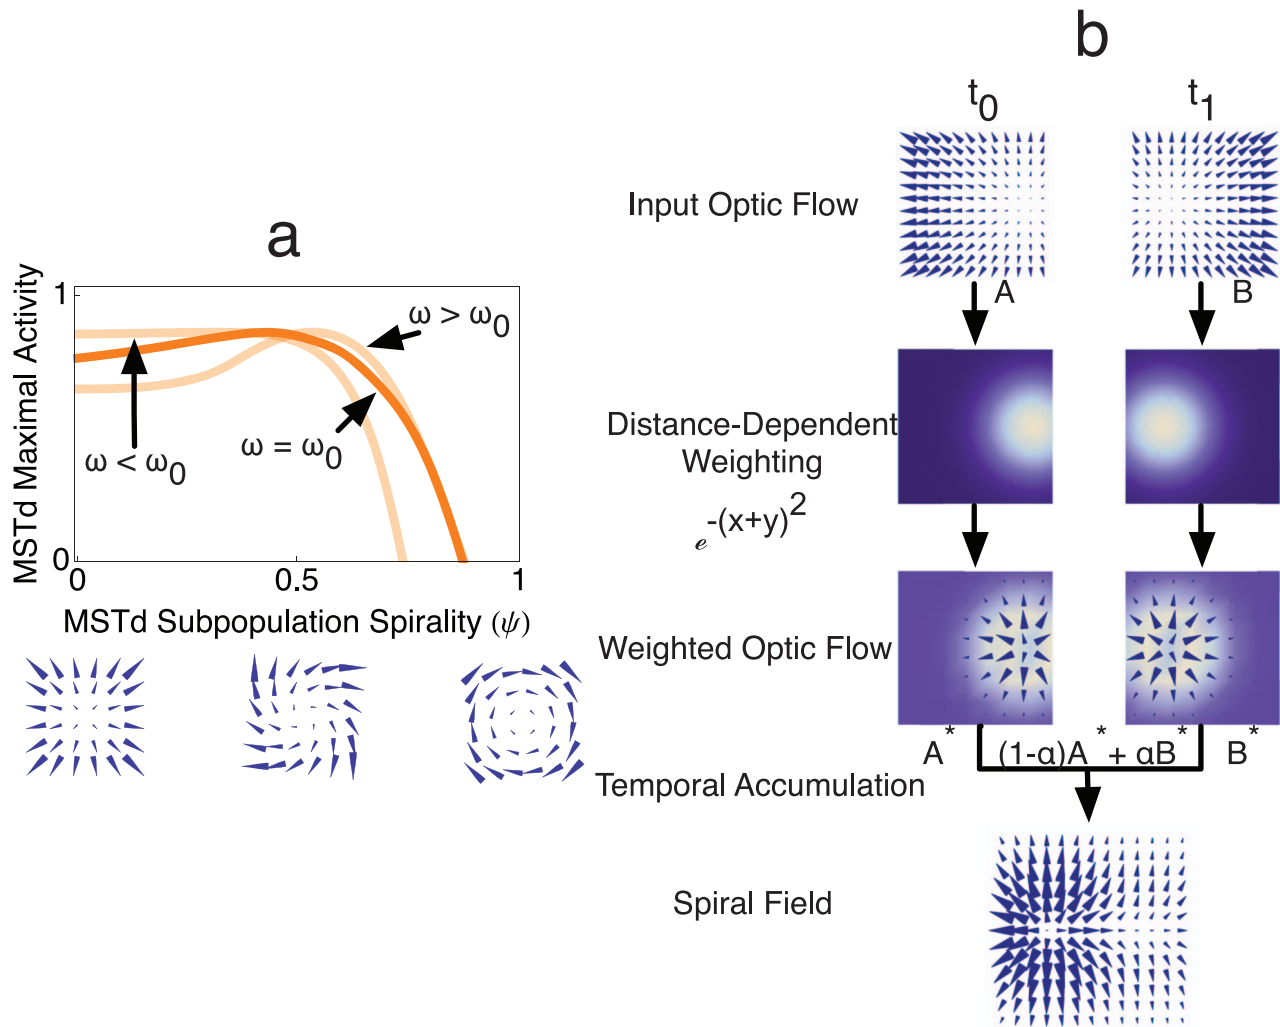 a
MSTd Maximal Activity
1
0
ω > ω0
ω = ω0
ω < ω0
0
0.5
1
MSTd Subpopulation Spirality (ψ)
b
t0
t1
Input Optic Flow
A
B
Distance-Dependent
Weighting
e-(x+y)2
Weighted Optic Flow
A*
(1-α)A* + αB*
B*
Temporal Accumulation
Spiral Field